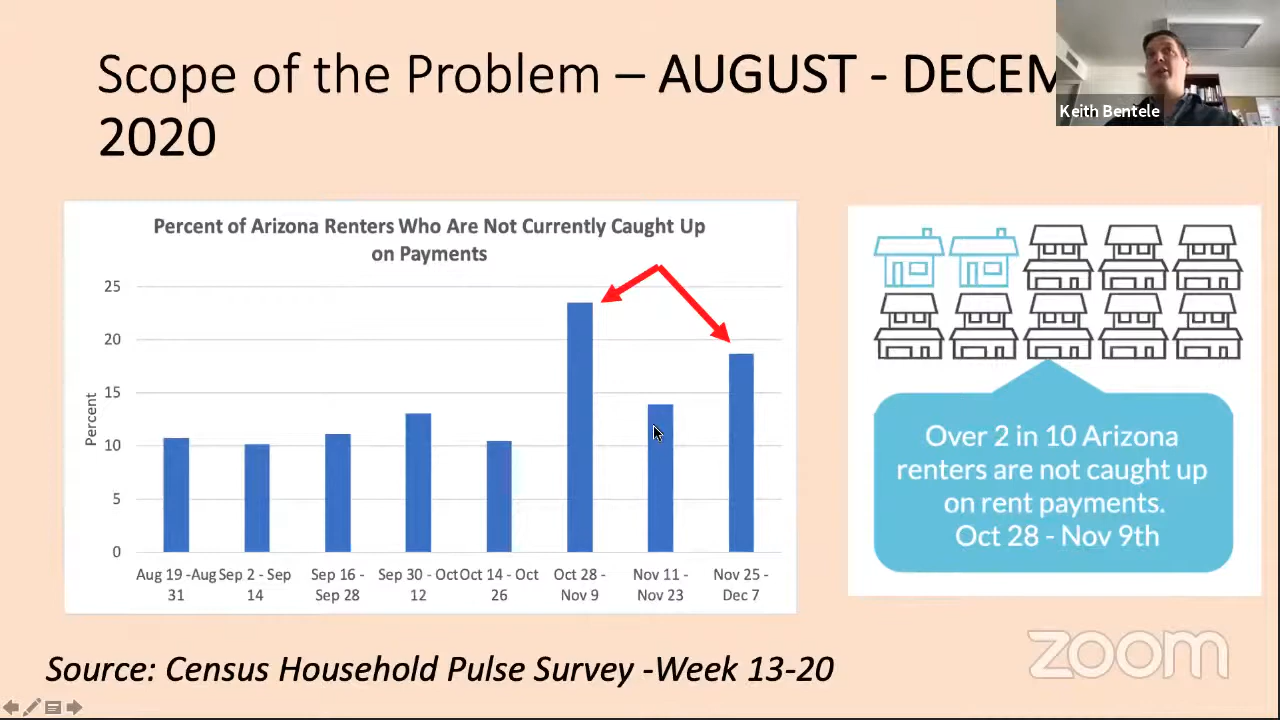 Scope of the Problem – AUGUST - DECEM
2020
Keith Bentele
Percent of Arizona Renters Who Are Not Currently Caught Up
on Payments
Percent
25
20
15
10
5
0
Aug 19 -Aug 31
Sep 2 - Sep 14
Sep 16 - Sep 28
Sep 30 - Oct 12
Oct 14 - Oct 26
Oct 28 - Nov 9
Nov 11 - Nov 23
Nov 25 - Dec 7
Over 2 in 10 Arizona
renters are not caught up
on rent payments.
Oct 28 - Nov 9th
Source: Census Household Pulse Survey -Week 13-20
zoom